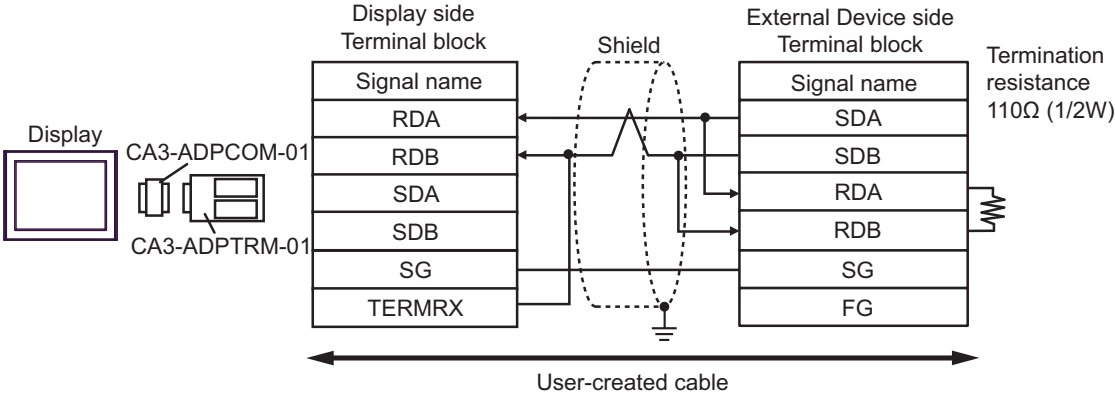 Display side
Terminal block
Shield
External Device side
Terminal block
Termination
resistance
110Ω (1/2W)
Display
CA3-ADPCOM-01
CA3-ADPTRM-01
Signal name
RDA
RDB
SDA
SDB
SG
TERMRX
Signal name
SDA
SDB
RDA
RDB
SG
FG
User-created cable